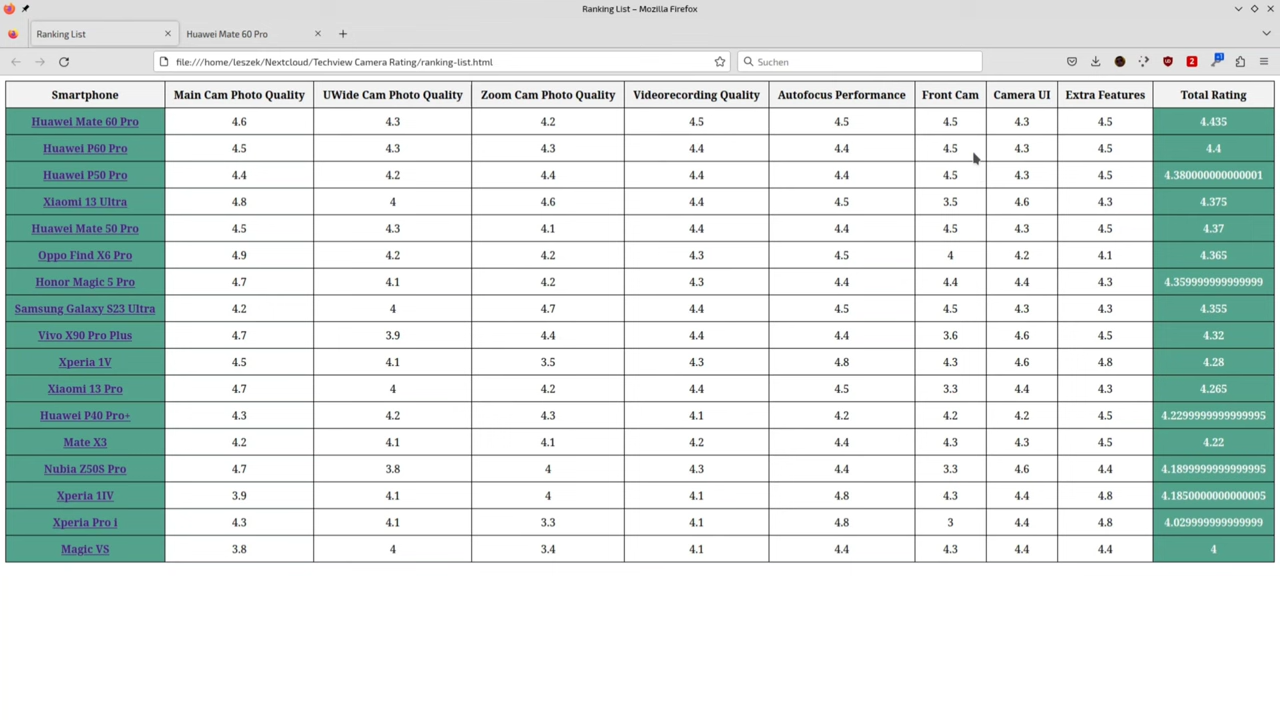 Ranking List – Mozilla Firefox
Ranking List
Huawei Mate 60 Pro
file:///home/leszek/Nextcloud/Techview Camera Rating/ranking-list.html
Suchen
2
Smartphone Main Cam Photo Quality UWide Cam Photo Quality Zoom Cam Photo Quality Videorecording Quality Autofocus Performance Front Cam Camera UI Extra Features Total Rating
Huawei Mate 60 Pro 4.6 4.3 4.2 4.5 4.5 4.5 4.3 4.5 4.435
Huawei P60 Pro 4.5 4.3 4.3 4.4 4.4 4.5 4.3 4.5 4.4
Huawei P50 Pro 4.4 4.2 4.4 4.4 4.4 4.5 4.3 4.5 4.380000000000001
Xiaomi 13 Ultra 4.8 4 4.6 4.4 4.5 3.5 4.6 4.3 4.375
Huawei Mate 50 Pro 4.5 4.3 4.1 4.4 4.4 4.5 4.3 4.5 4.37
Oppo Find X6 Pro 4.9 4.2 4.2 4.3 4.5 4 4.2 4.1 4.365
Honor Magic 5 Pro 4.7 4.1 4.2 4.3 4.4 4.4 4.4 4.3 4.359999999999999
Samsung Galaxy S23 Ultra 4.2 4 4.7 4.4 4.5 4.5 4.3 4.3 4.355
Vivo X90 Pro Plus 4.7 3.9 4.4 4.4 4.4 3.6 4.6 4.5 4.32
Xperia 1V 4.5 4.1 3.5 4.3 4.8 4.3 4.6 4.8 4.28
Xiaomi 13 Pro 4.7 4 4.2 4.4 4.5 3.3 4.4 4.3 4.265
Huawei P40 Pro+ 4.3 4.2 4.3 4.1 4.2 4.2 4.2 4.5 4.2299999999999995
Mate X3 4.2 4.1 4.1 4.2 4.4 4.3 4.3 4.5 4.22
Nubia Z50S Pro 4.7 3.8 4 4.3 4.4 3.3 4.6 4.4 4.1899999999999995
Xperia 1IV 3.9 4.1 4 4.1 4.8 4.3 4.4 4.8 4.1850000000000005
Xperia Pro i 4.3 4.1 3.3 4.1 4.8 3 4.4 4.8 4.029999999999999
Magic VS 3.8 4 3.4 4.1 4.4 4.3 4.4 4.4 4